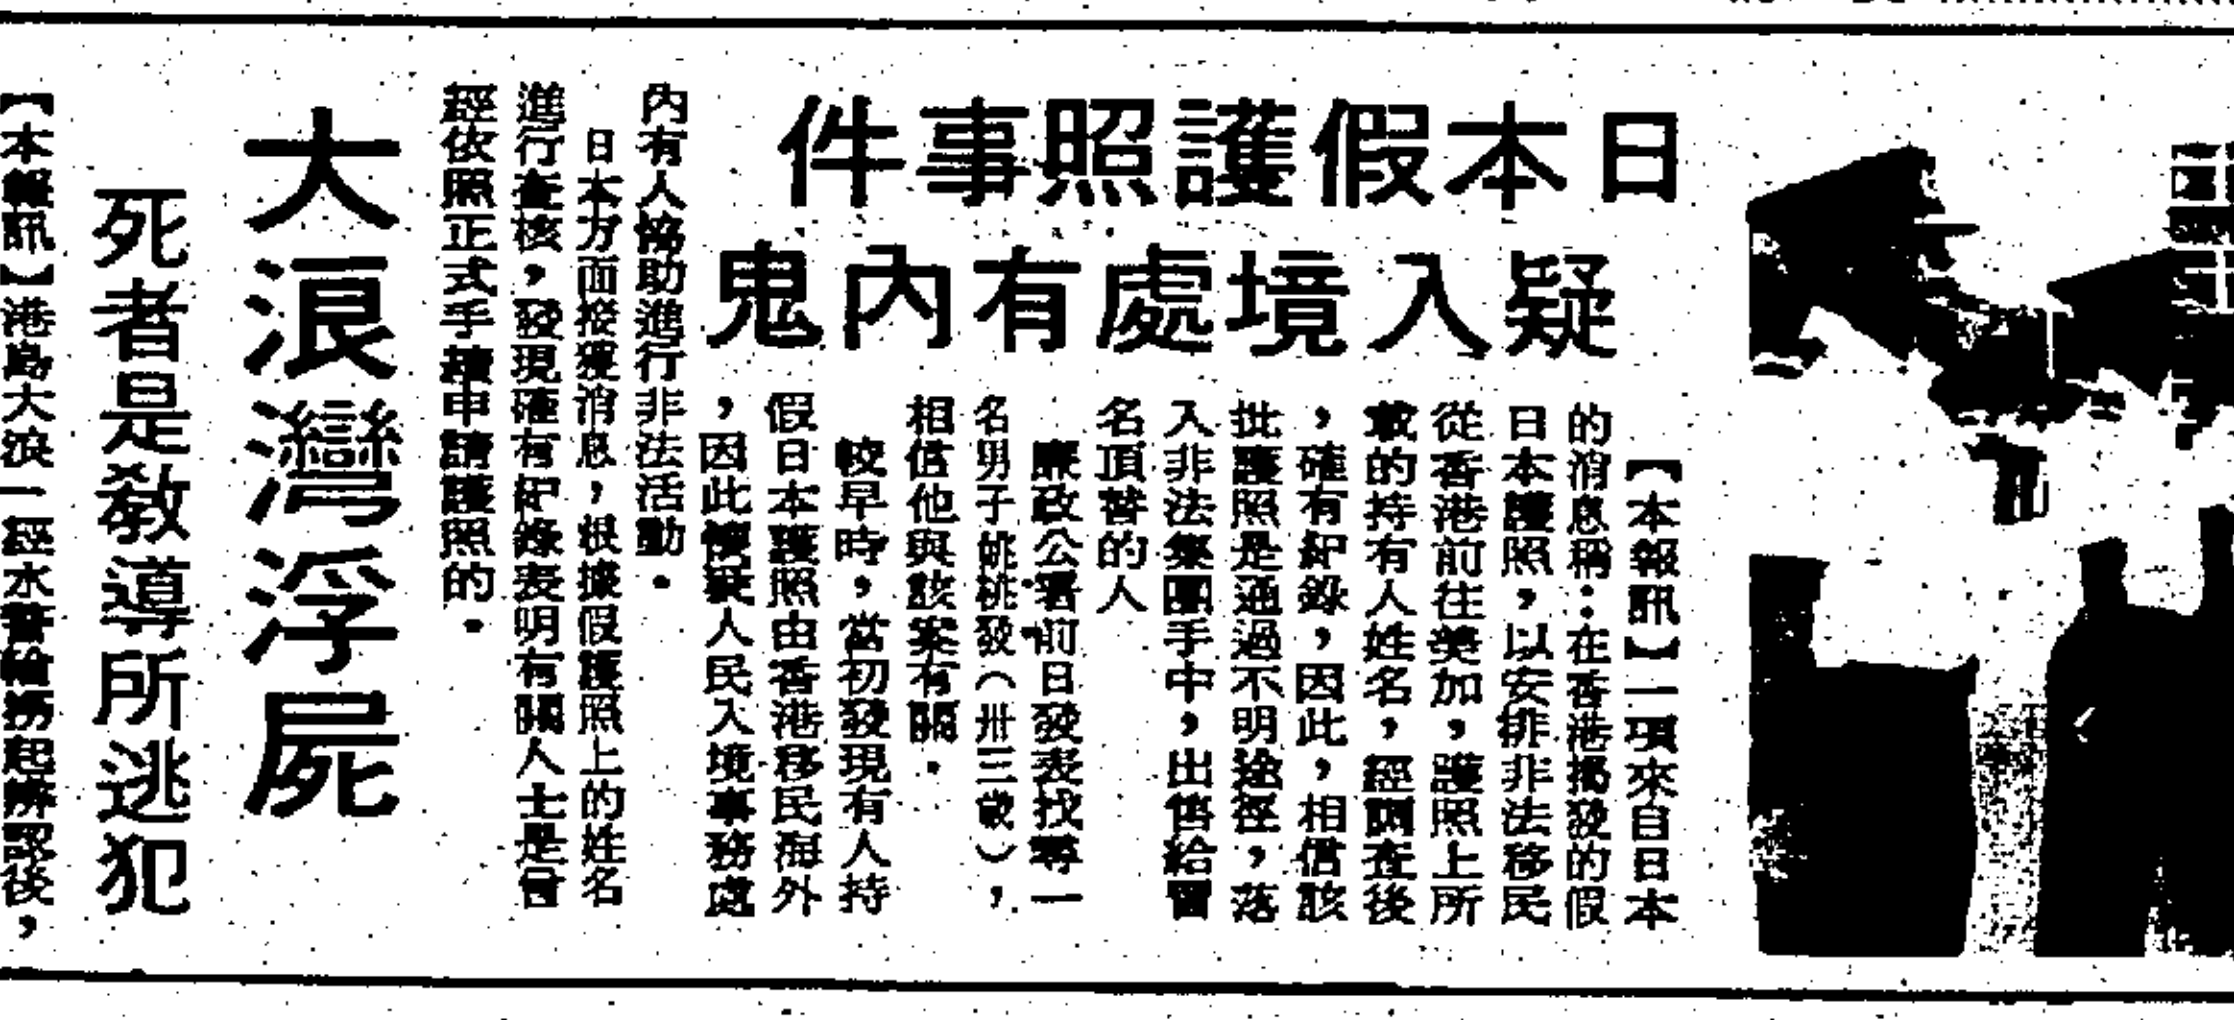 日本假護照事件
疑入境處有內鬼
【本報訊】一項來自日本
的消息稱：在香港揭發的假
日本護照，以安排非法移民
從香港前往美加，護照上所
載的持有人姓名，經調查後
，確有紀錄，因此，相信該
批護照是通過不明途徑，落
入非法集團手中，出售給冒
名頂替的人
廉政公署前日發表找尋一
名男子姚桃發（卅三歲），
相信他與該案有關。
較早時，當初發現有人持
假日本護照由香港移民海外
，因此懷疑人民入境事務處
內有人協助進行非法活動。
日本方面接獲消息，根據假護照上的姓名
進行查核，發現確有紀錄表明有關人士是曾
經依照正式手續申請護照的。
大浪灣浮屍
死者是教導所逃犯
【本報訊】港島大浪一經水警輪撈起辨認後，